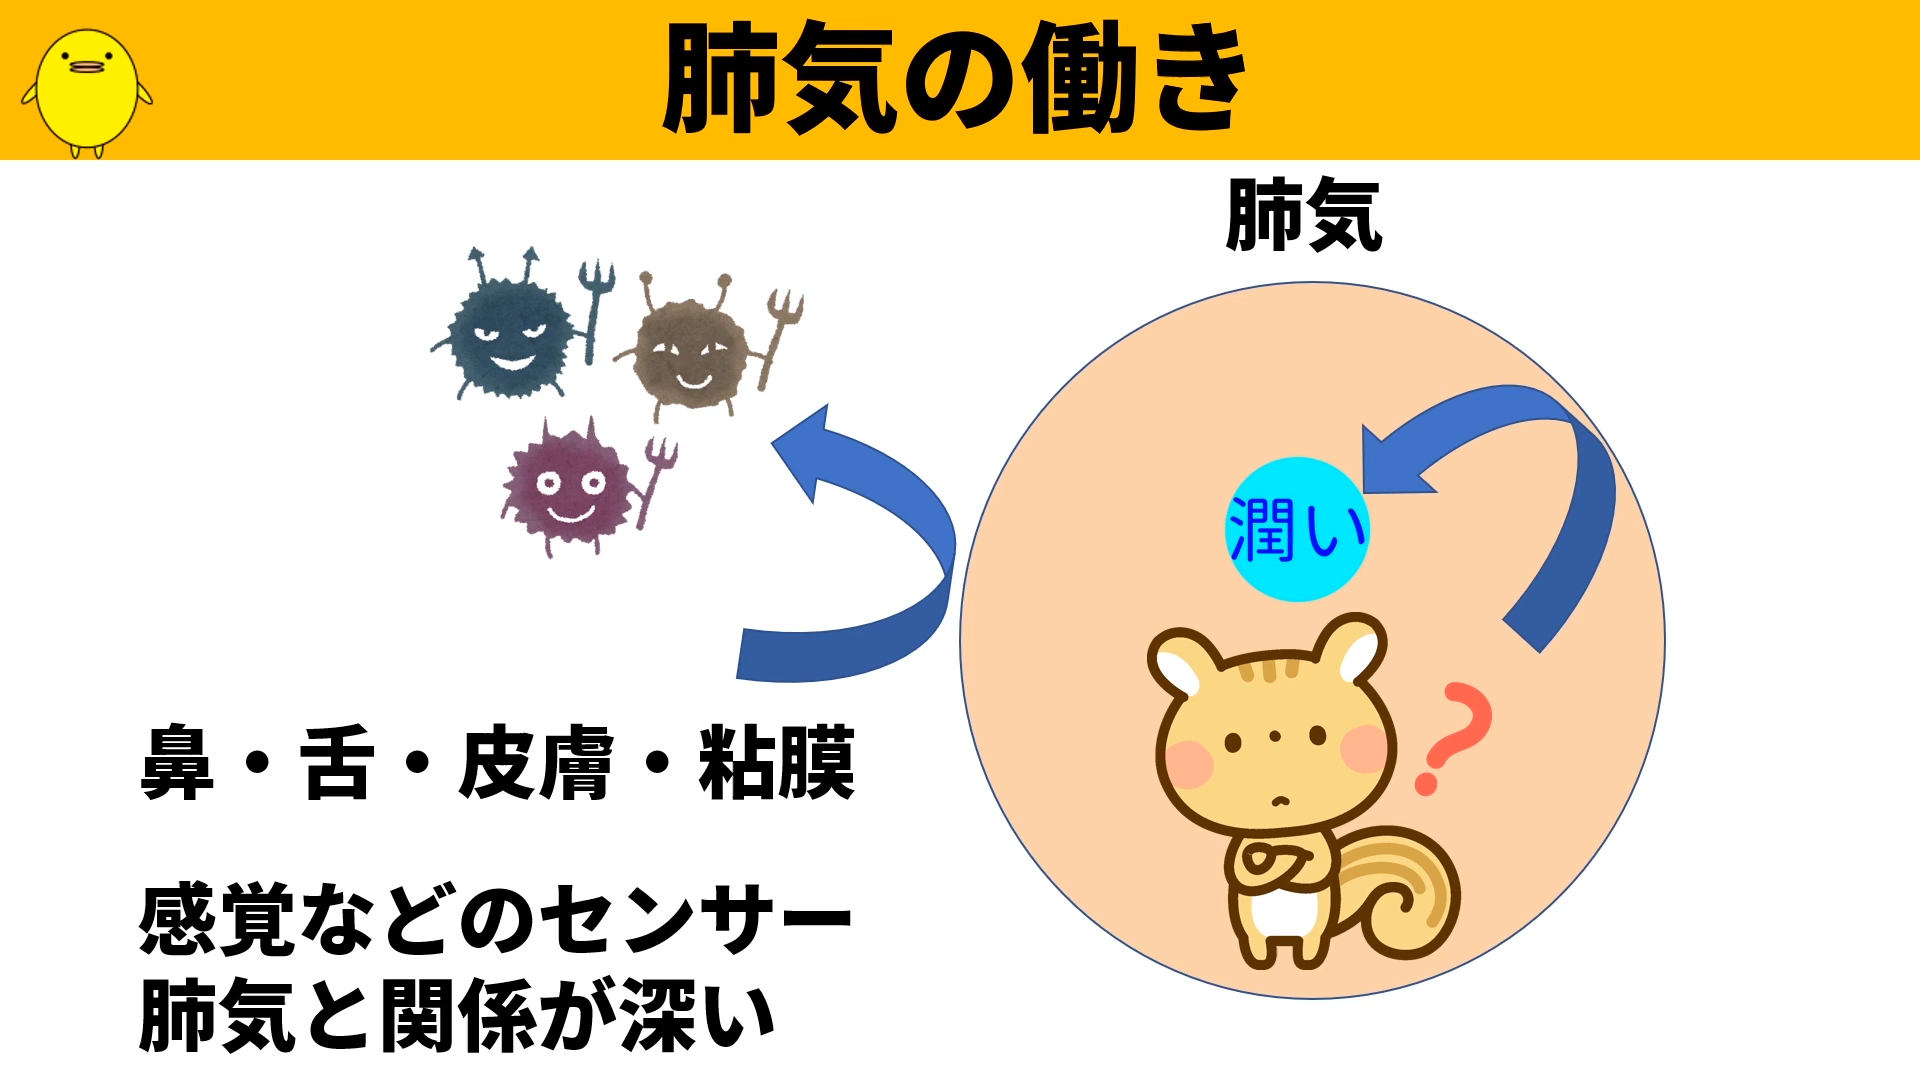 肺気の働き
肺気
潤い
鼻・舌・皮膚・粘膜
感覚などのセンサー
肺気と関係が深い